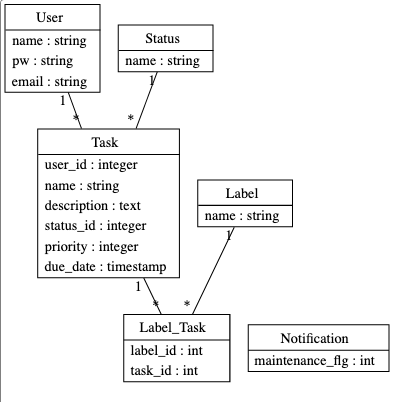 User
name : string
pw : string
email : string
Status
name : string
1
1
*
*
Task
user_id : integer
name : string
description : text
status_id : integer
priority : integer
due_date : timestamp
Label
name : string
1
1
*
*
Label_Task
label_id : int
task_id : int
Notification
maintenance_flg : int